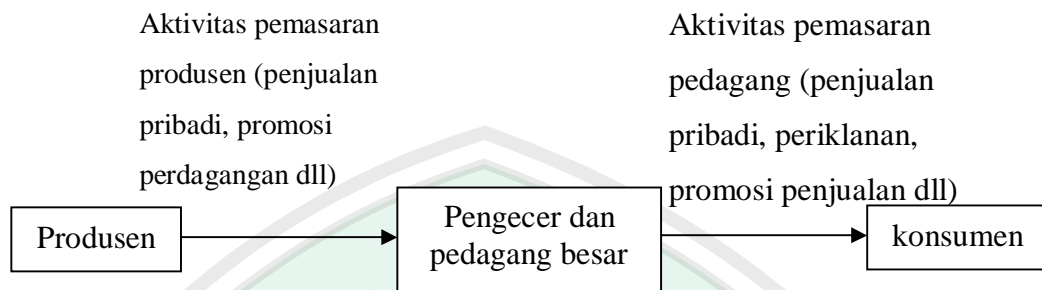 Aktivitas pemasaran
produsen (penjualan
pribadi, promosi
perdagangan dll)
Aktivitas pemasaran
pedagang (penjualan
pribadi, periklanan,
promosi penjualan dll)
Produsen
Pengecer dan
pedagang besar
konsumen